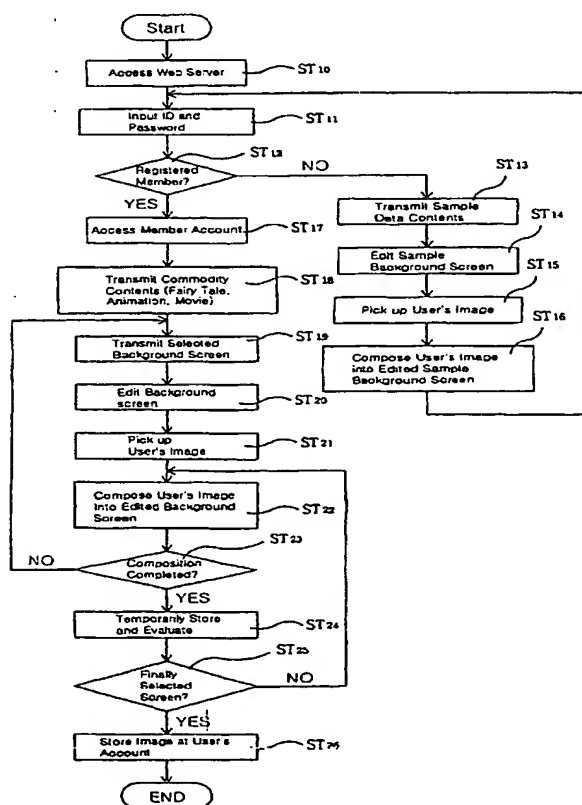 Start
Access Web Server
ST10
Input ID and
Password
ST11
ST12
Registered
Member?
ON
YES
Access Member Account
ST17
Transmit Commodity
Contents (Fairy Tale,
Animation, Movie)
ST18
Transmit Selected
Background Screen
ST19
Edit Background
screen
ST20
Pick up
User's Image
ST21
Compose User's Image
Into Edited Background
Screen
ST22
ST23
NO
Composition
Completed?
YES
Temporarily Store
and Evaluate
ST24
ST25
Finally
Selected
Screen?
NO
YES
Store Image at User's
Account
ST26
END
ST13
Transmit Sample
Data Contents
ST14
Edit Sample
Background Screen
ST15
Pick up User's Image
ST16
Compose User's Image
into Edited Sample
Background Screen